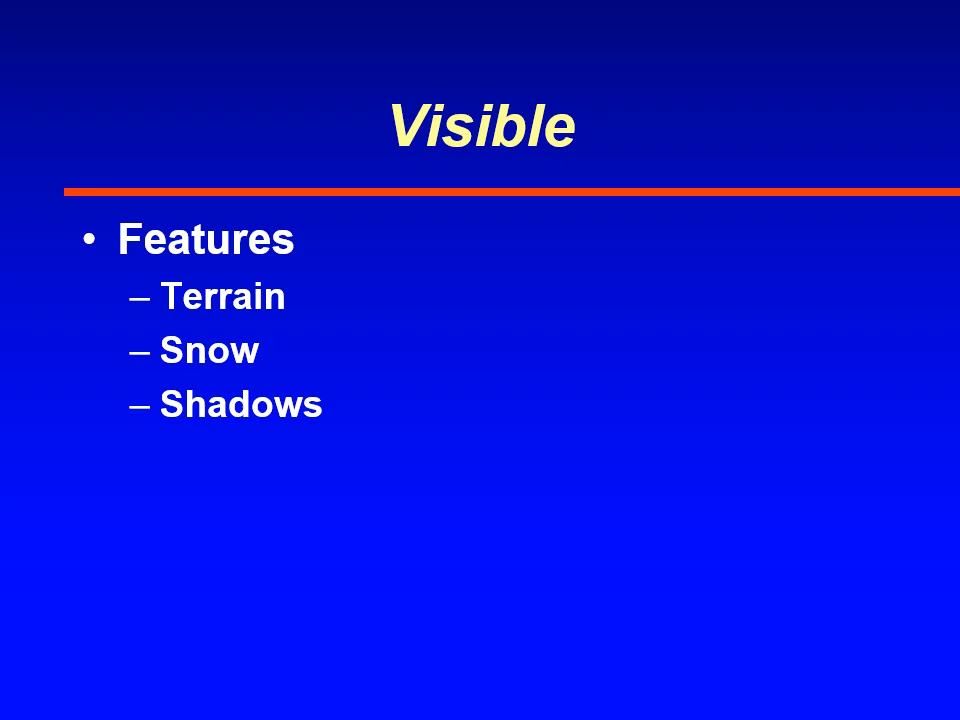 Visible
• Features
– Terrain
– Snow
– Shadows